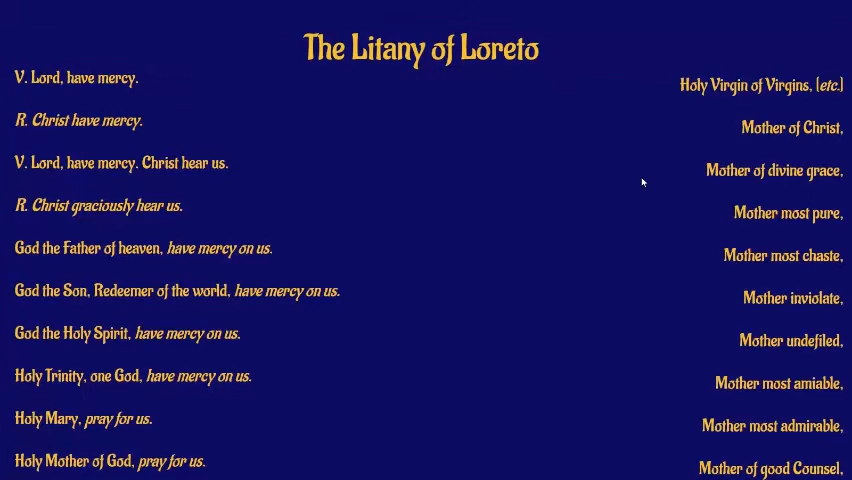 The Litany of Loreto
V. Lord, have mercy.
R. Christ have mercy.
V. Lord, have mercy. Christ hear us.
R. Christ graciously hear us.
God the Father of heaven, have mercy on us.
God the Son, Redeemer of the world, have mercy on us.
God the Holy Spirit, have mercy on us.
Holy Trinity, one God, have mercy on us.
Holy Mary, pray for us.
Holy Mother of God, pray for us.
Holy Virgin of Virgins, [etc.]
Mother of Christ,
Mother of divine grace,
Mother most pure,
Mother most chaste,
Mother inviolate,
Mother undefiled,
Mother most amiable,
Mother most admirable,
Mother of good Counsel,